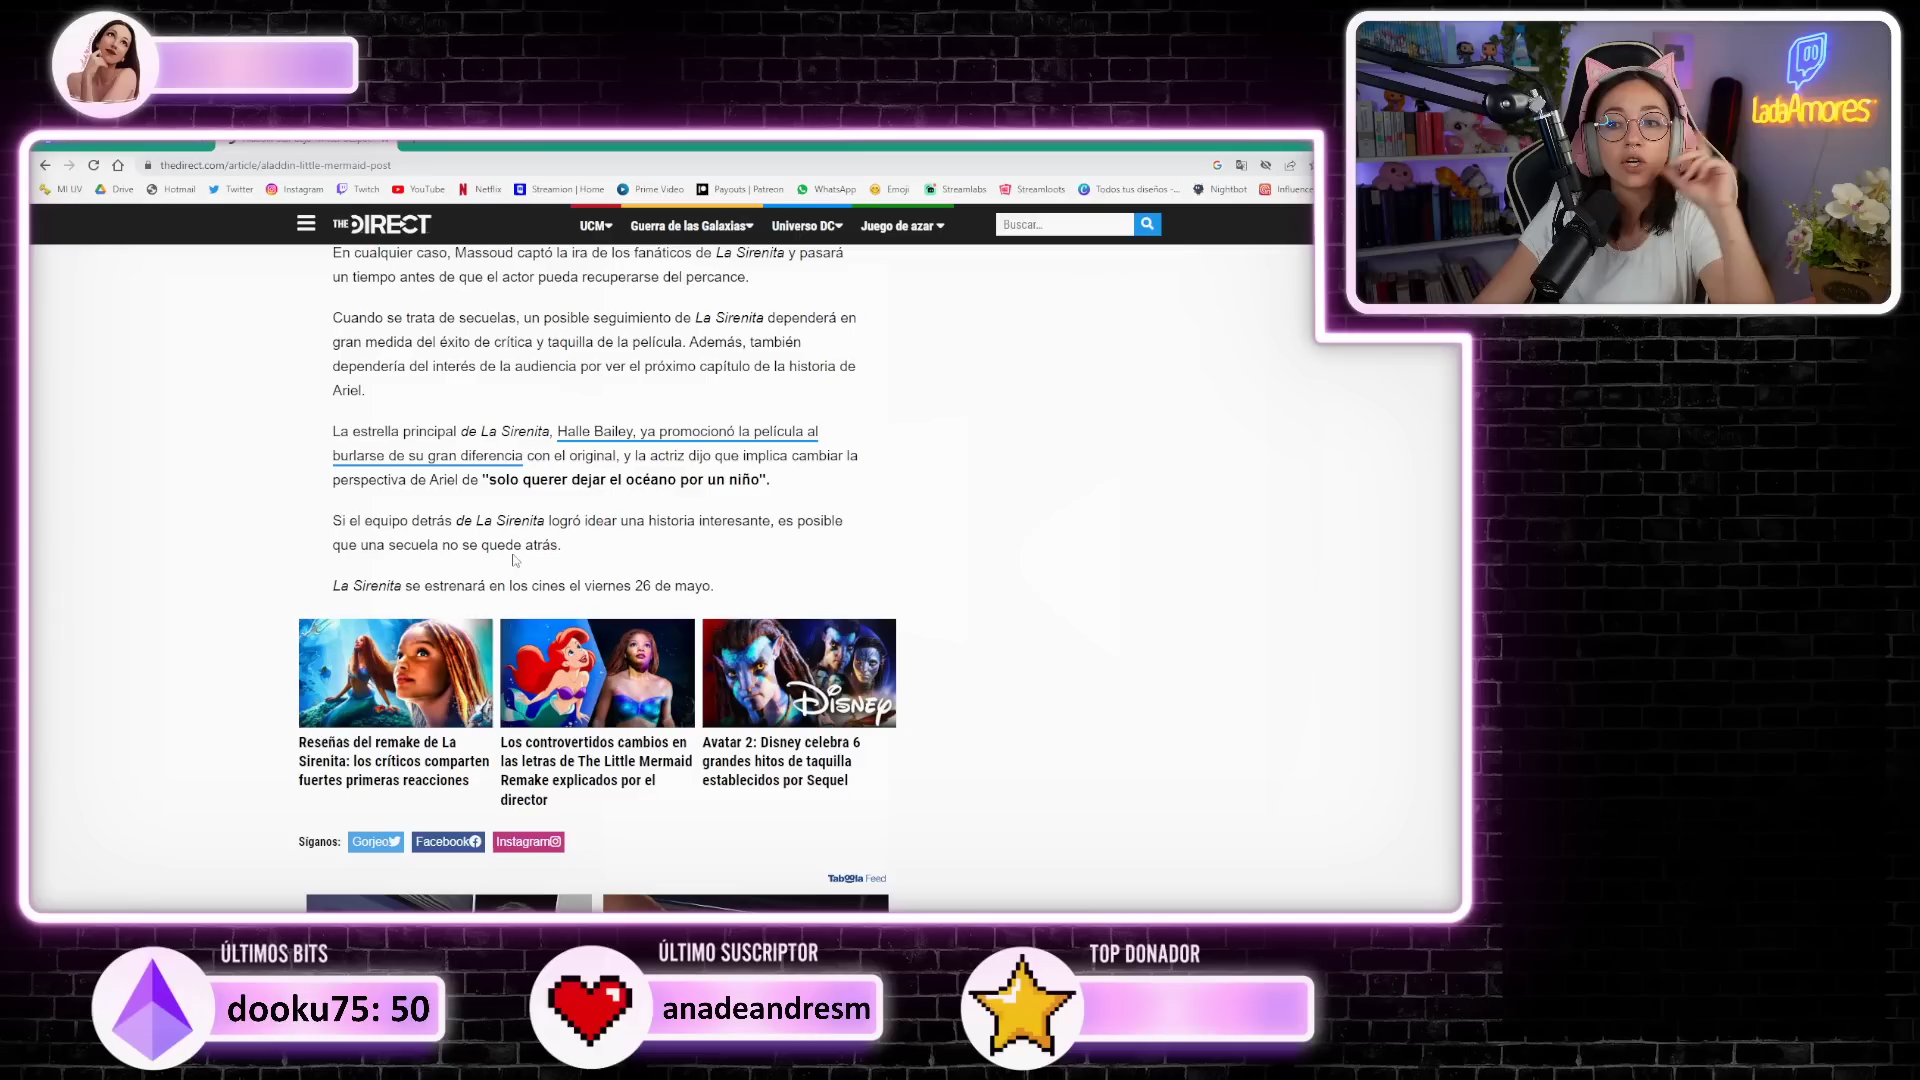 LadaAmores
thedirect.com/article/aladdin-little-mermaid-post
MI UV Drive Hotmail Twitter Instagram Twitch YouTube Netflix Streamion | Home Prime Video Payouts | Patreon WhatsApp Emoji Streamlabs Streamloots Todos tus diseños -... Nightbot Influence
THE DIRECT UCM Guerra de las Galaxias Universo DC Juego de azar Buscar...
En cualquier caso, Massoud captó la ira de los fanáticos de La Sirenita y pasará
un tiempo antes de que el actor pueda recuperarse del percance.
Cuando se trata de secuelas, un posible seguimiento de La Sirenita dependerá en
gran medida del éxito de crítica y taquilla de la película. Además, también
dependería del interés de la audiencia por ver el próximo capítulo de la historia de
Ariel.
La estrella principal de La Sirenita, Halle Bailey, ya promocionó la película al
burlarse de su gran diferencia con el original, y la actriz dijo que implica cambiar la
perspectiva de Ariel de "solo querer dejar el océano por un niño".
Si el equipo detrás de La Sirenita logró idear una historia interesante, es posible
que una secuela no se quede atrás.
La Sirenita se estrenará en los cines el viernes 26 de mayo.
Disney
Reseñas del remake de La
Sirenita: los críticos comparten
fuertes primeras reacciones
Los controvertidos cambios en
las letras de The Little Mermaid
Remake explicados por el
director
Avatar 2: Disney celebra 6
grandes hitos de taquilla
establecidos por Sequel
Síganos: Gorjeo Facebook Instagram
Taboola Feed
ÚLTIMOS BITS
dooku75: 50
ÚLTIMO SUSCRIPTOR
anadeandresm
TOP DONADOR